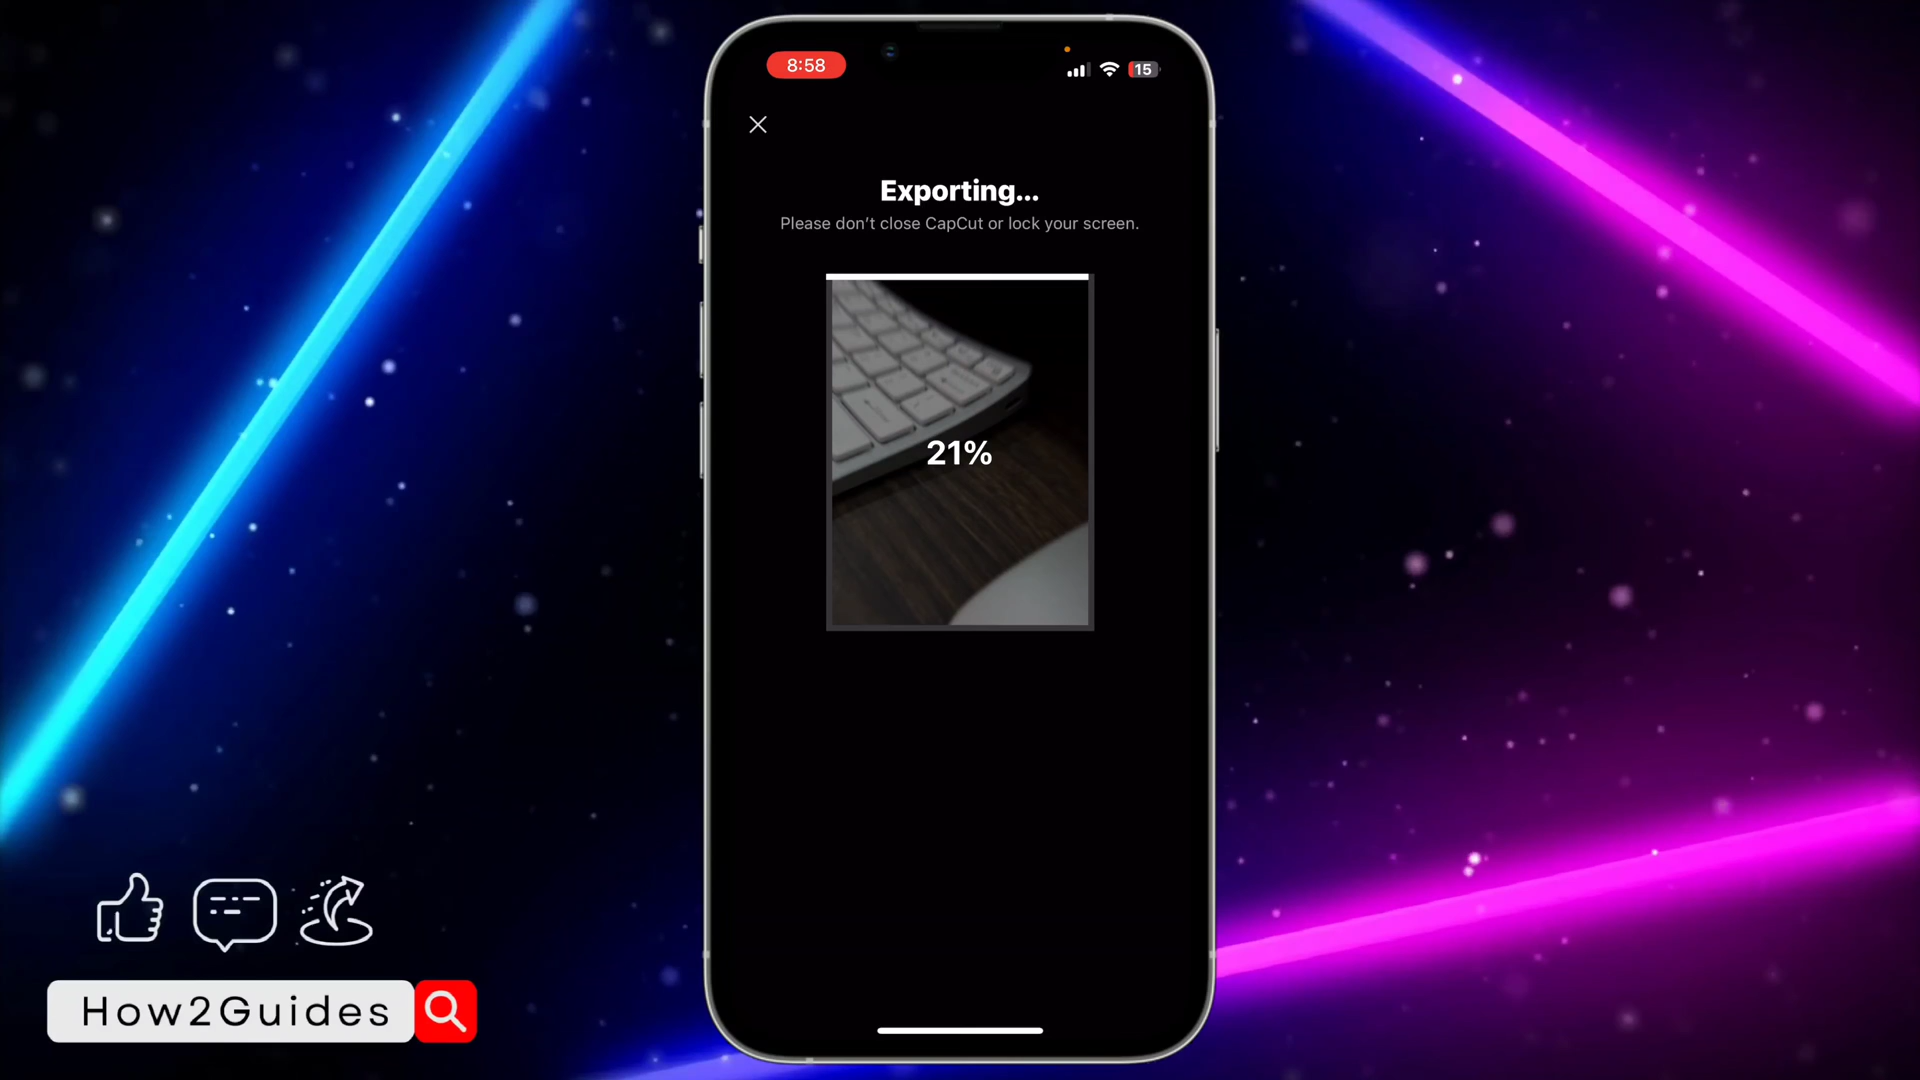 8:58
15
Exporting...
Please don’t close CapCut or lock your screen.
21%
How2Guides